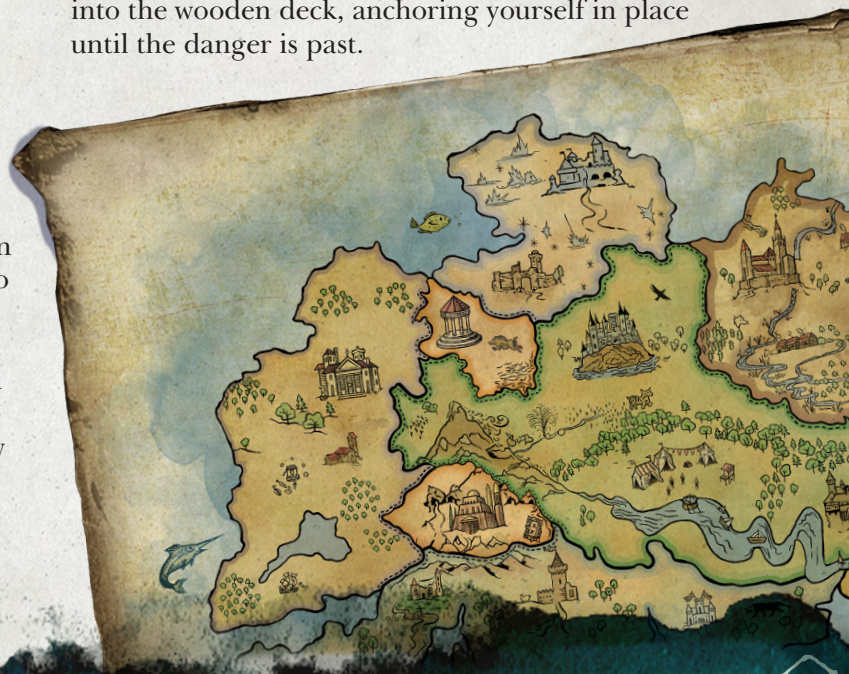 into the wooden deck, anchoring yourself in place
until the danger is past.